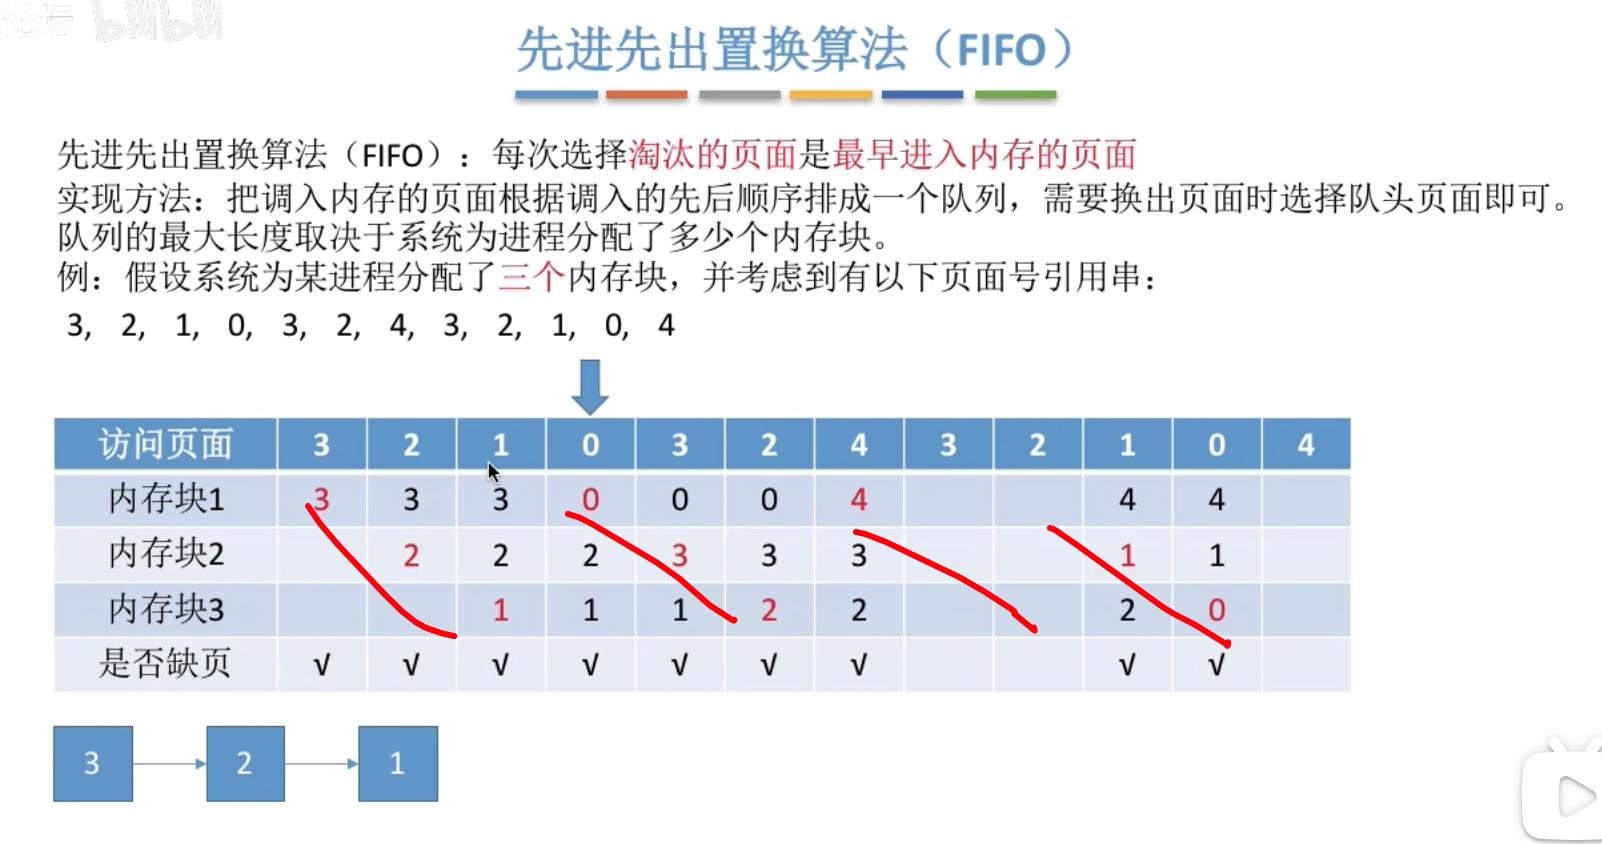 论坛 bilibili
先进先出置换算法（FIFO）
先进先出置换算法（FIFO）：每次选择淘汰的页面是最早进入内存的页面
实现方法：把调入内存的页面根据调入的先后顺序排成一个队列，需要换出页面时选择队头页面即可。
队列的最大长度取决于系统为进程分配了多少个内存块。
例：假设系统为某进程分配了三个内存块，并考虑到有以下页面号引用串：
3, 2, 1, 0, 3, 2, 4, 3, 2, 1, 0, 4
访问页面 3 2 1 0 3 2 4 3 2 1 0 4
内存块1 3 3 3 0 0 0 4 4 4
内存块2 2 2 2 3 3 3 1 1
内存块3 1 1 1 2 2 2 0
是否缺页 √ √ √ √ √ √ √ √ √
3 2 1